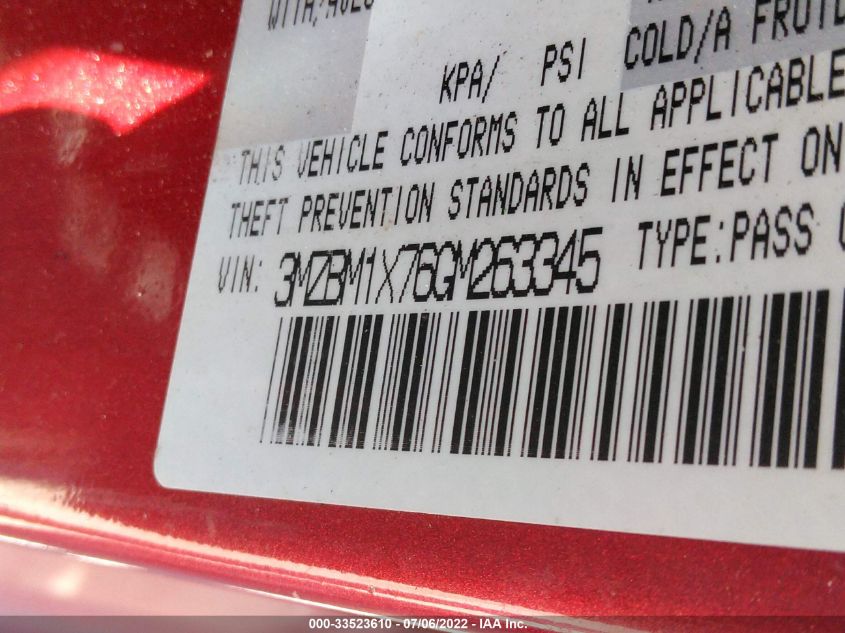 KPA/ PSI COLD/A
THIS VEHICLE CONFORMS TO ALL APPLICABLE
THEFT PREVENTION STANDARDS IN EFFECT ON
VIN: 3MZBM1X76GM263345 TYPE:PASS
000-33523610 - 07/06/2022 - IAA Inc.